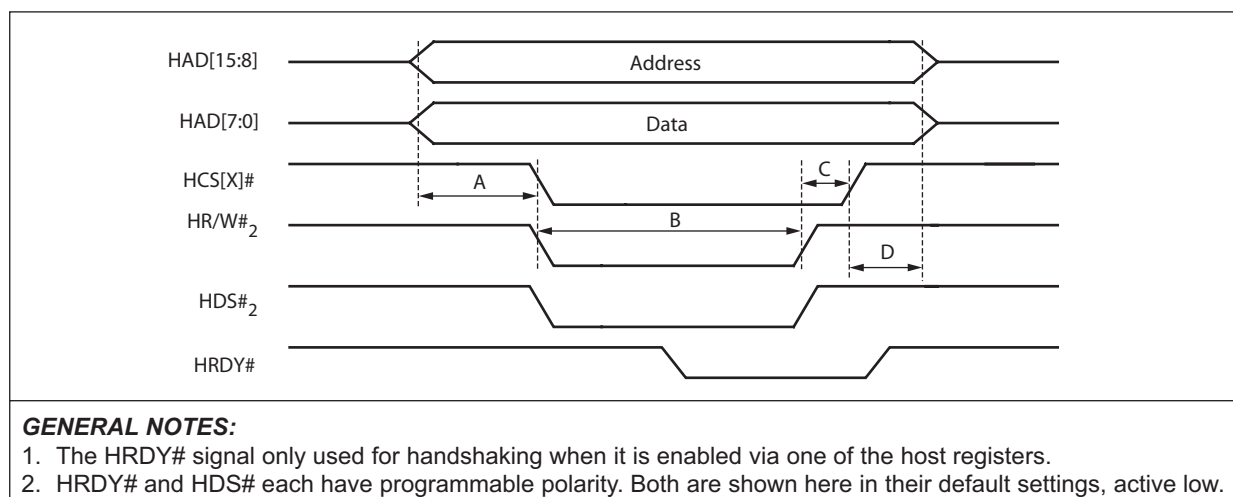 HAD[15:8]
Address
HAD[7:0]
Data
HCS[X]#
A
C
HR/W#2
B
D
HDS#2
HRDY#
GENERAL NOTES:
1. The HRDY# signal only used for handshaking when it is enabled via one of the host registers.
2. HRDY# and HDS# each have programmable polarity. Both are shown here in their default settings, active low.